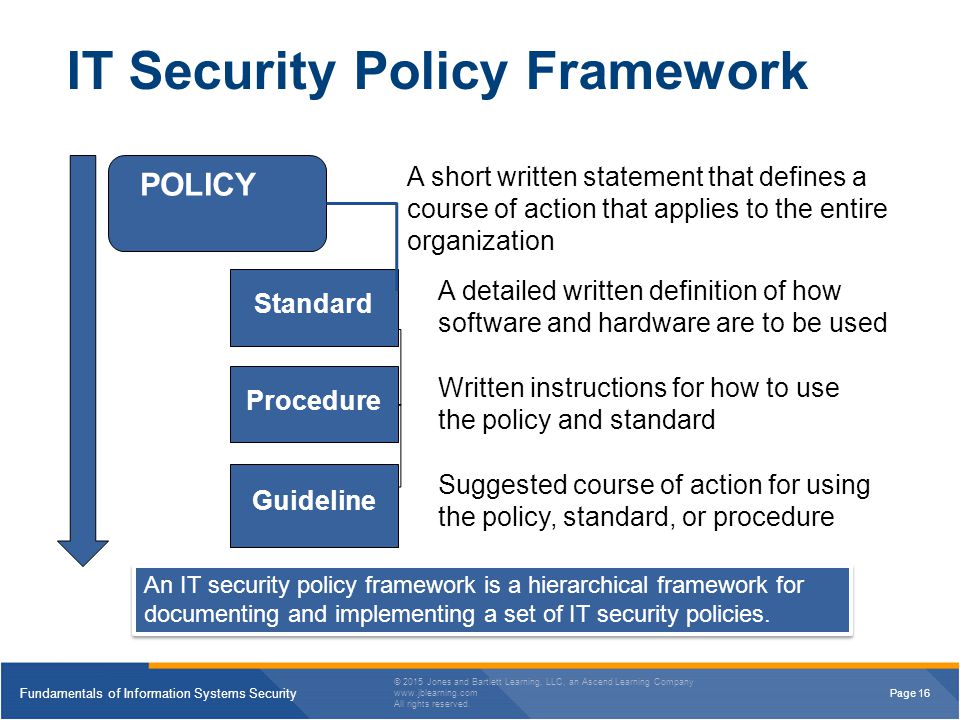 IT Security Policy Framework
POLICY
A short written statement that defines a
course of action that applies to the entire
organization
Standard
A detailed written definition of how
software and hardware are to be used
Procedure
Written instructions for how to use
the policy and standard
Guideline
Suggested course of action for using
the policy, standard, or procedure
An IT security policy framework is a hierarchical framework for
documenting and implementing a set of IT security policies.
Fundamentals of Information Systems Security
© 2015 Jones and Bartlett Learning, LLC, an Ascend Learning Company
www.jblearning.com
All rights reserved.
Page 16